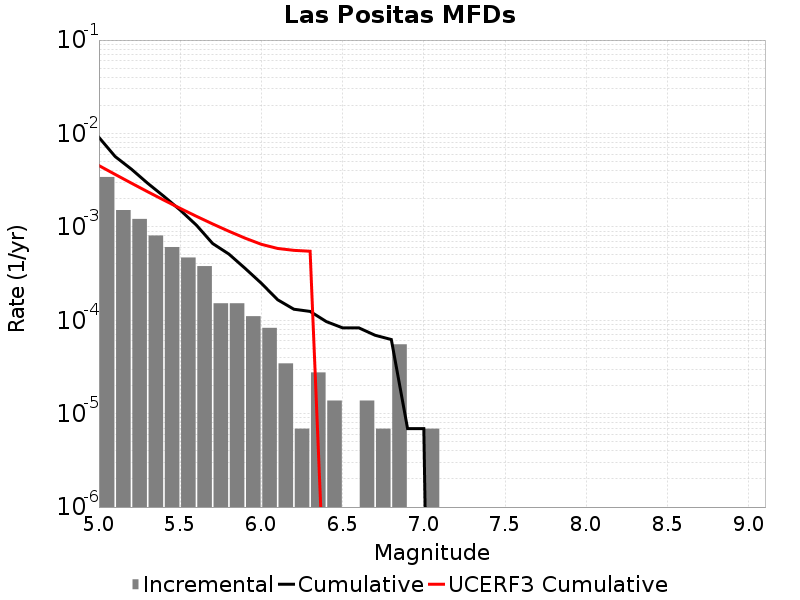 Las Positas MFDs
10-1
10-2
10-3
10-4
10-5
10-6
Rate (1/yr)
5.0 5.5 6.0 6.5 7.0 7.5 8.0 8.5 9.0
Magnitude
Incremental Cumulative UCERF3 Cumulative